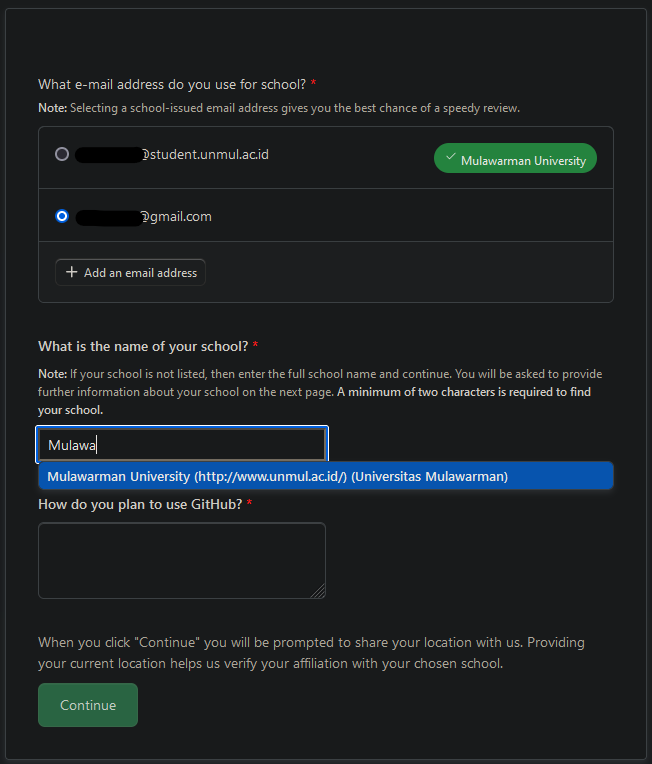 What e-mail address do you use for school? *
Note: Selecting a school-issued email address gives you the best chance of a speedy review.
@student.unmul.ac.id
Mulawarman University
@gmail.com
Add an email address
What is the name of your school? *
Note: If your school is not listed, then enter the full school name and continue. You will be asked to provide
further information about your school on the next page. A minimum of two characters is required to find
your school.
Mulawa
Mulawarman University (http://www.unmul.ac.id/) (Universitas Mulawarman)
How do you plan to use GitHub? *
When you click "Continue" you will be prompted to share your location with us. Providing
your current location helps us verify your affiliation with your chosen school.
Continue